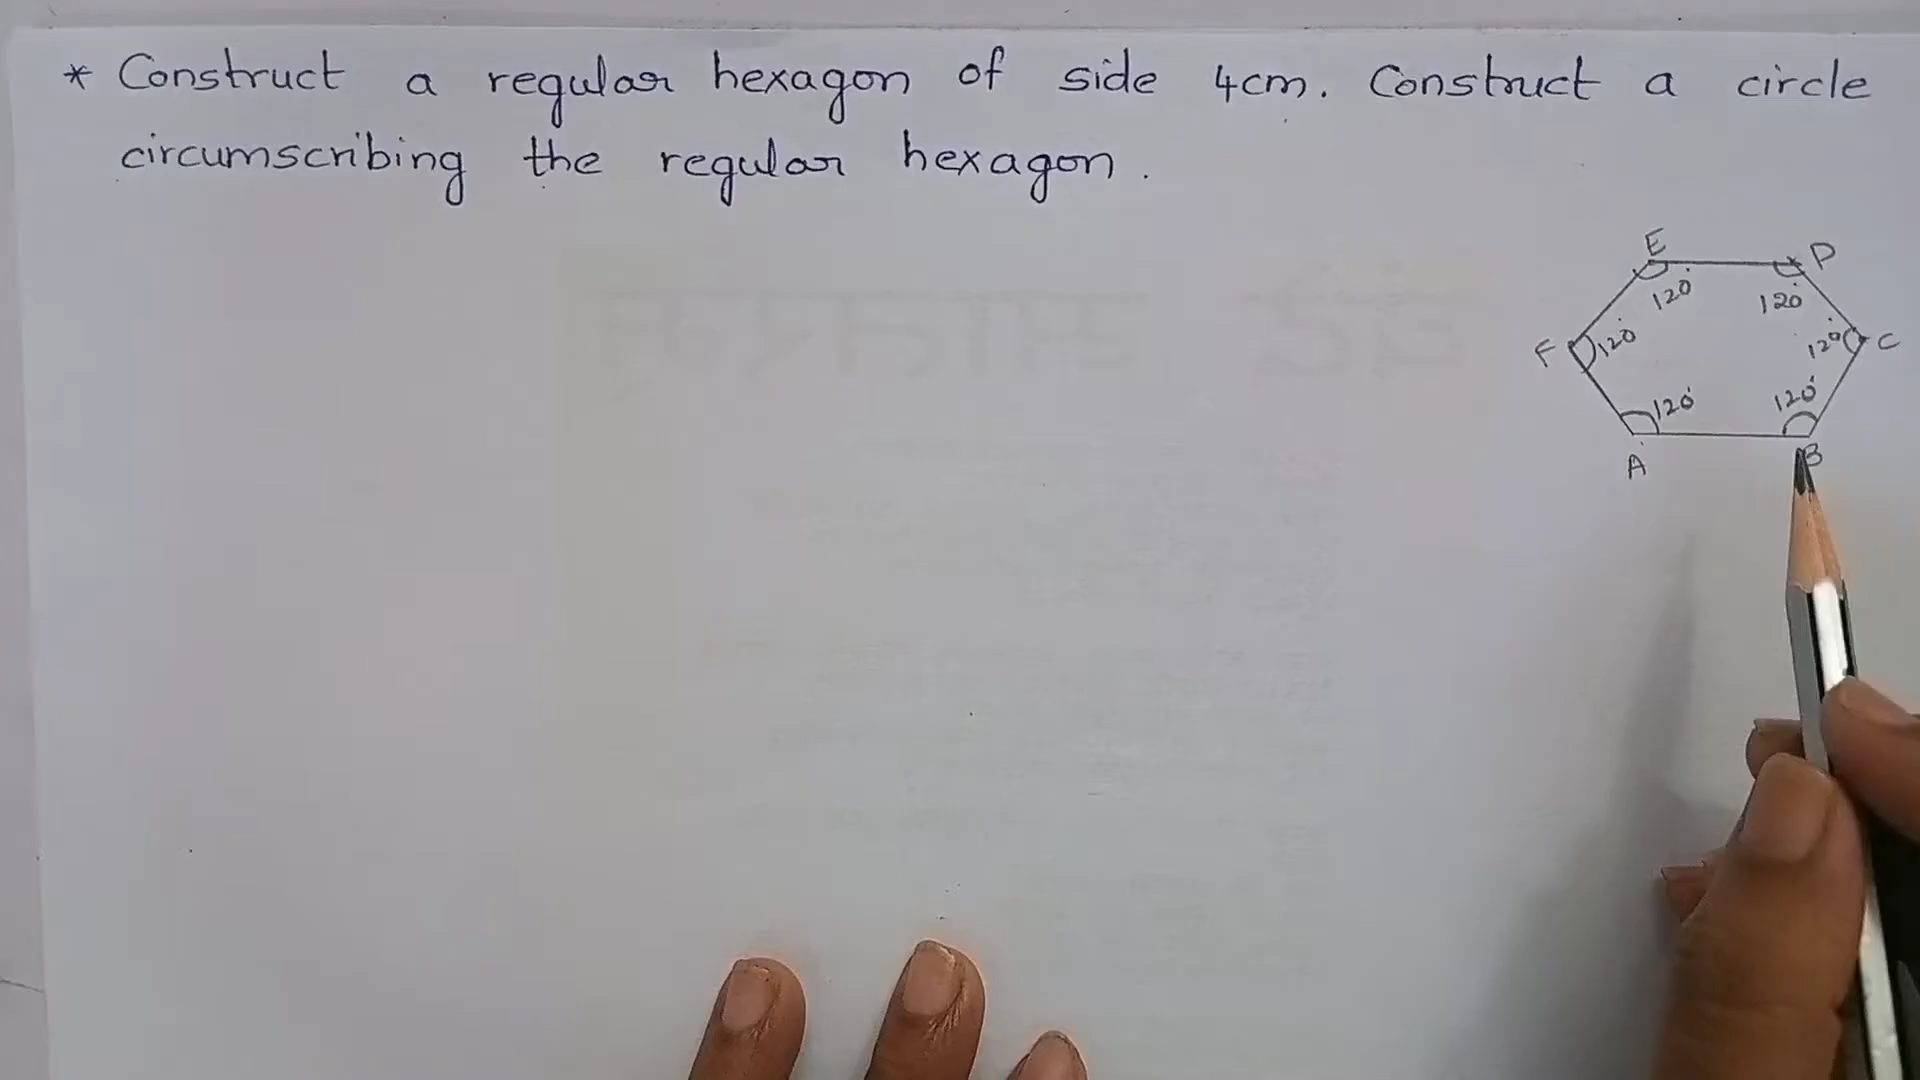 * Construct a regular hexagon of side 4cm. Construct a circle
circumscribing the regular hexagon.
E D
120° 120°
F 120° 120° C
120° 120°
A B